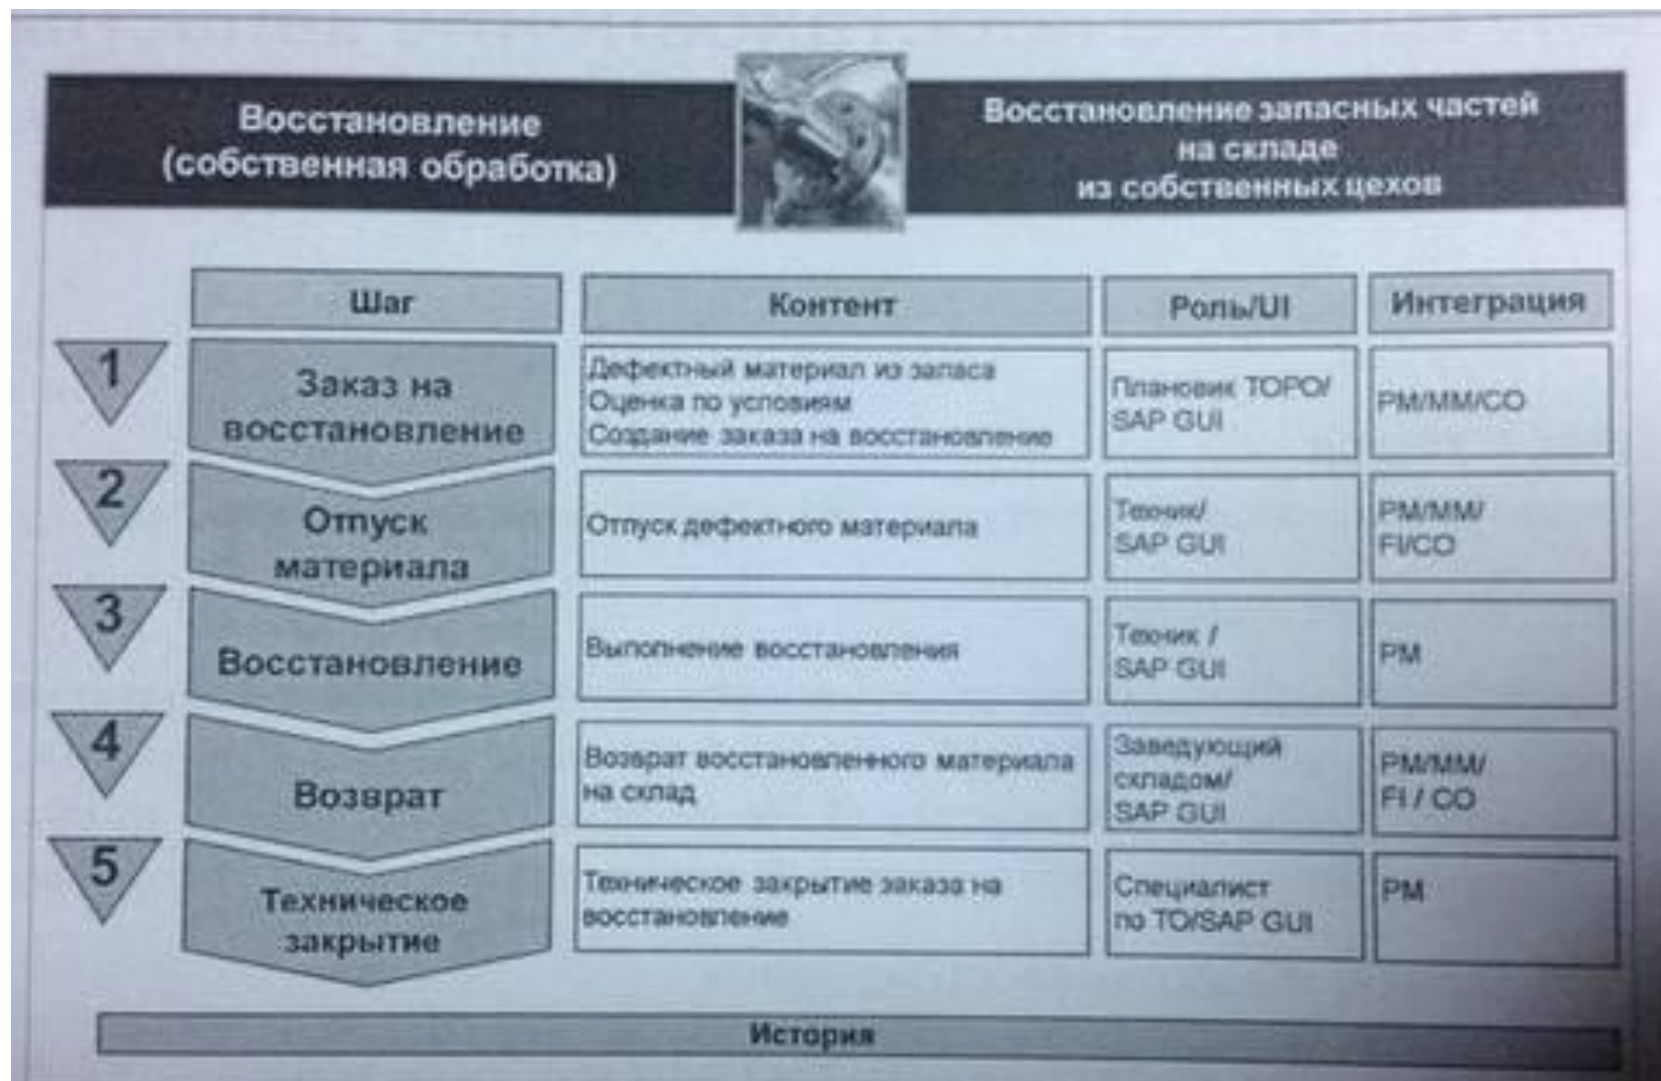 Восстановление
(собственная обработка)
Восстановление запасных частей
на складе
из собственных цехов
Шаг
Контент
Роль/UI
Интеграция
1
Заказ на
восстановление
Дефектный материал из запаса
Оценка по условиям
Создание заказа на восстановление
Плановик ТОРО/
SAP GUI
PM/MM/CO
2
Отпуск
материала
Отпуск дефектного материала
Техник/
SAP GUI
PM/MM/
FI/CO
3
Восстановление
Выполнение восстановления
Техник /
SAP GUI
PM
4
Возврат
Возврат восстановленного материала
на склад
Заведующий
складом/
SAP GUI
PM/MM/
FI / CO
5
Техническое
закрытие
Техническое закрытие заказа на
восстановление
Специалист
по ТО/SAP GUI
PM
История